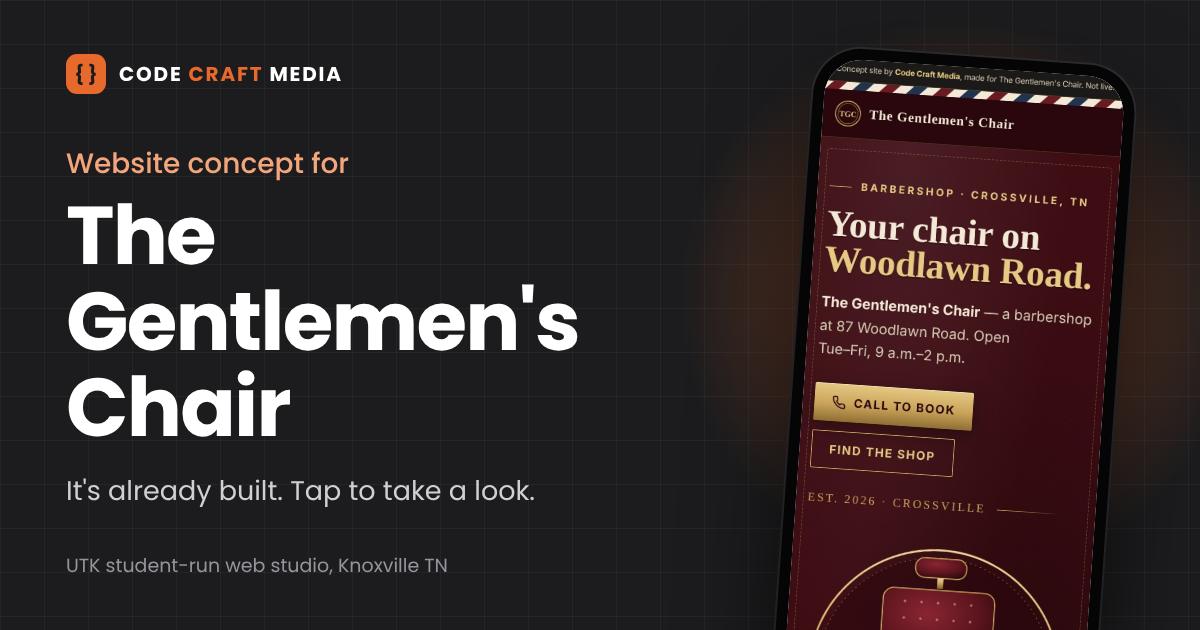 { } CODE CRAFT MEDIA
Website concept for
The
Gentlemen's
Chair
It's already built. Tap to take a look.
UTK student-run web studio, Knoxville TN
Concept site by Code Craft Media, made for The Gentlemen's Chair. Not live.
TGC The Gentlemen's Chair
BARBERSHOP · CROSSVILLE, TN
Your chair on
Woodlawn Road.
The Gentlemen's Chair — a barbershop
at 87 Woodlawn Road. Open
Tue–Fri, 9 a.m.–2 p.m.
CALL TO BOOK
FIND THE SHOP
EST. 2026 · CROSSVILLE